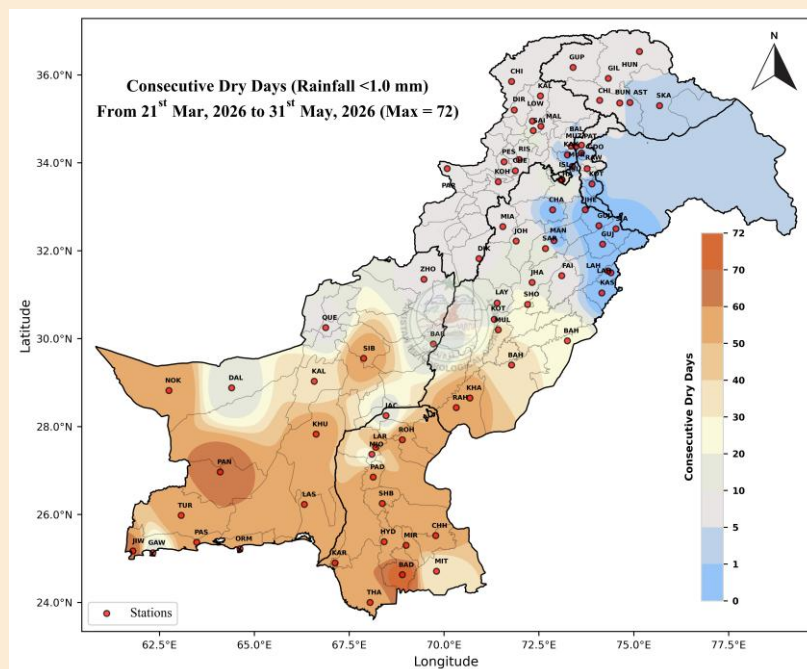 Consecutive Dry Days (Rainfall <1.0 mm)
From 21st Mar, 2026 to 31st May, 2026 (Max = 72)
N
36.0°N
34.0°N
32.0°N
30.0°N
28.0°N
26.0°N
24.0°N
Latitude
HUN
GUP
GIL
CHI
KAL
CHI
BUN
AST
SKA
DIR
LOW
MAL
SAI
BAL
PAT
RIS
PES
KOH
PAR
ISL
RAW
KOT
CHA
JHE
MIA
MAN
GUJ
SIA
JOH
SAR
GUJ
DIK
LAH
LAH
ZHO
JHA
FAI
KAS
LAY
SHO
QUE
KOT
MUL
BAR
BAH
SIB
BAH
NOK
DAL
KAL
KHA
RAH
JAC
KHU
LAR
ROH
MIO
PAN
PAD
LAS
SHB
TUR
CHH
PAS
ORM
HYD
MIR
JIW
GAW
KAR
BAD
MIT
THA
Consecutive Dry Days
72
70
60
50
40
30
20
10
5
1
0
Stations
62.5°E
65.0°E
67.5°E
70.0°E
72.5°E
75.0°E
77.5°E
Longitude